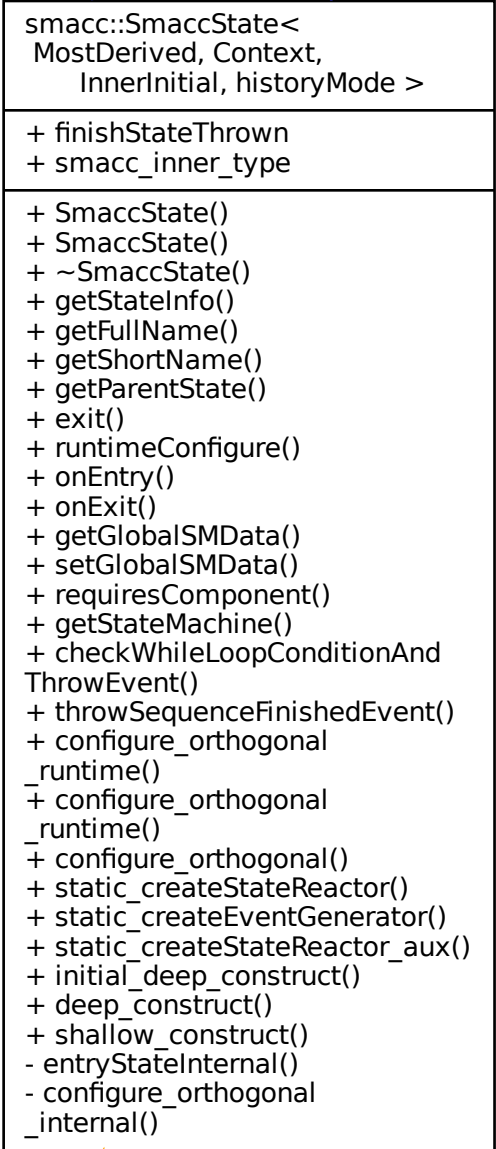 smacc::SmaccState<
MostDerived, Context,
InnerInitial, historyMode >
+ finishStateThrown
+ smacc_inner_type
+ SmaccState()
+ SmaccState()
+ ~SmaccState()
+ getStateInfo()
+ getFullName()
+ getShortName()
+ getParentState()
+ exit()
+ runtimeConfigure()
+ onEntry()
+ onExit()
+ getGlobalSMData()
+ setGlobalSMData()
+ requiresComponent()
+ getStateMachine()
+ checkWhileLoopConditionAnd
ThrowEvent()
+ throwSequenceFinishedEvent()
+ configure_orthogonal
_runtime()
+ configure_orthogonal
_runtime()
+ configure_orthogonal()
+ static_createStateReactor()
+ static_createEventGenerator()
+ static_createStateReactor_aux()
+ initial_deep_construct()
+ deep_construct()
+ shallow_construct()
- entryStateInternal()
- configure_orthogonal
_internal()